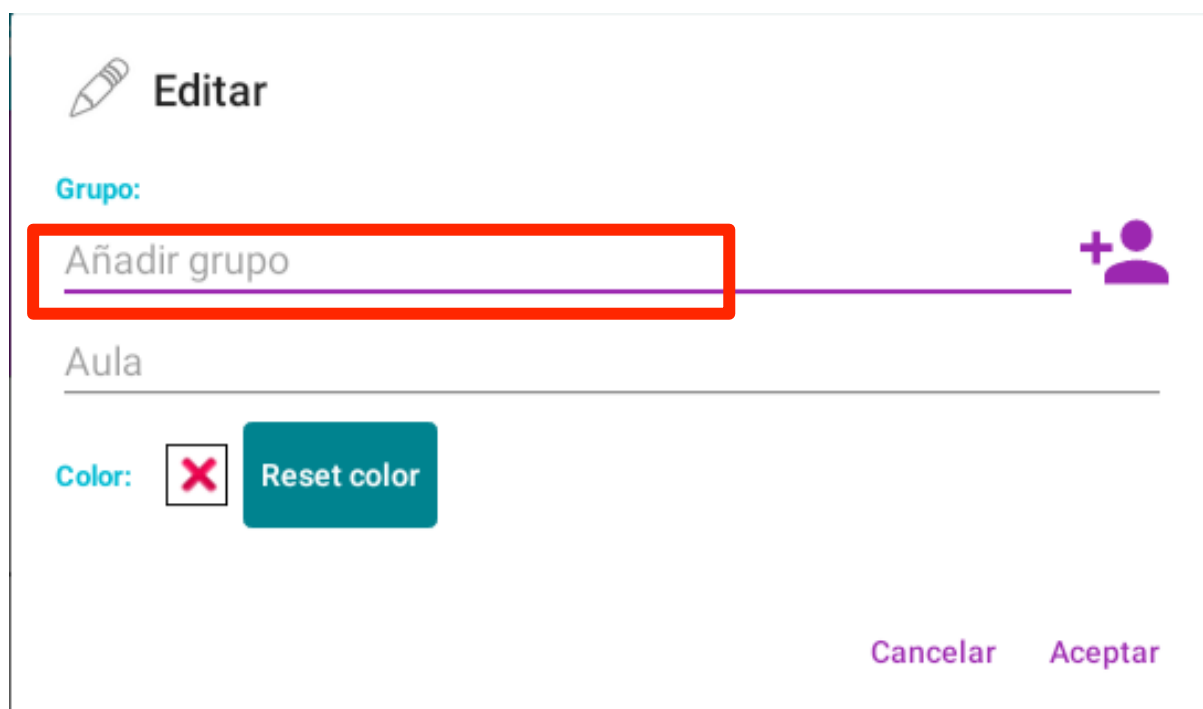 Editar
Grupo:
Añadir grupo
Aula
Color: Reset color
Cancelar Aceptar